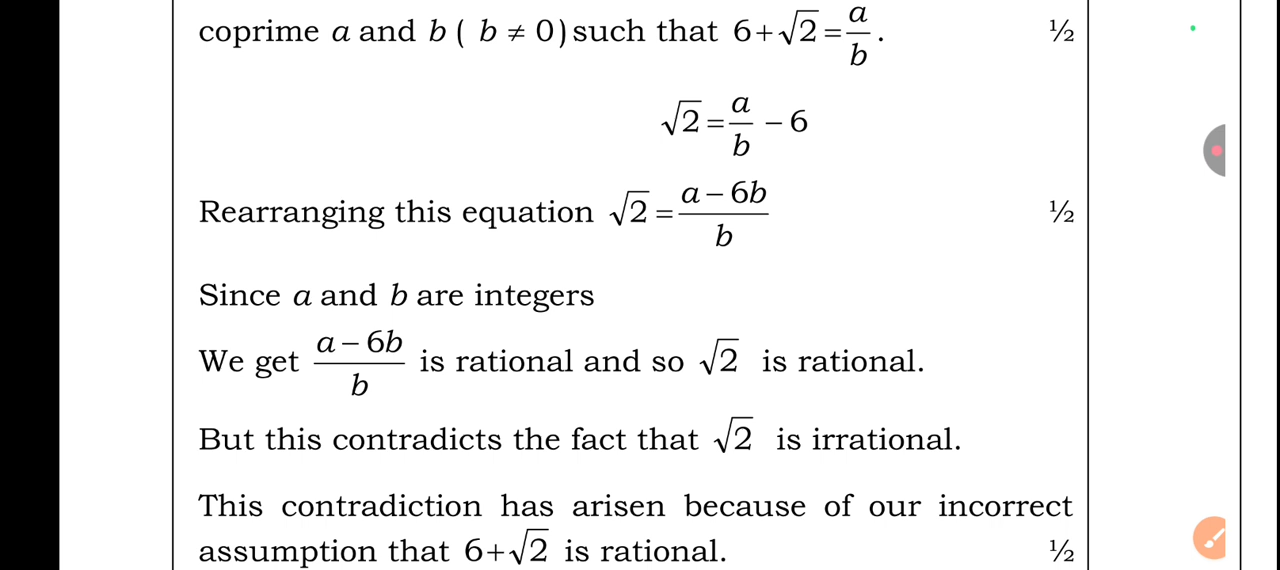 coprime a and b ( b ≠ 0) such that 6+√2 = a/b . ½
√2 = a/b − 6
Rearranging this equation √2 = (a − 6b)/b ½
Since a and b are integers
We get (a − 6b)/b is rational and so √2 is rational.
But this contradicts the fact that √2 is irrational.
This contradiction has arisen because of our incorrect
assumption that 6+√2 is rational. ½